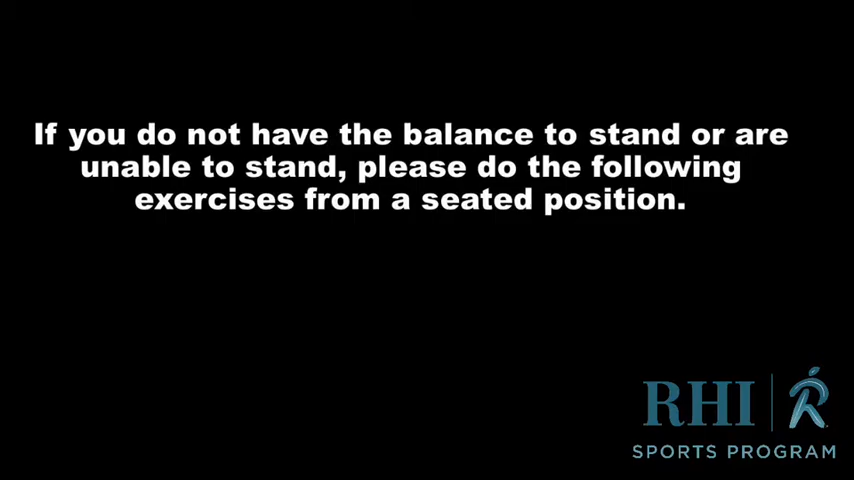 If you do not have the balance to stand or are
unable to stand, please do the following
exercises from a seated position.
RHI
SPORTS PROGRAM